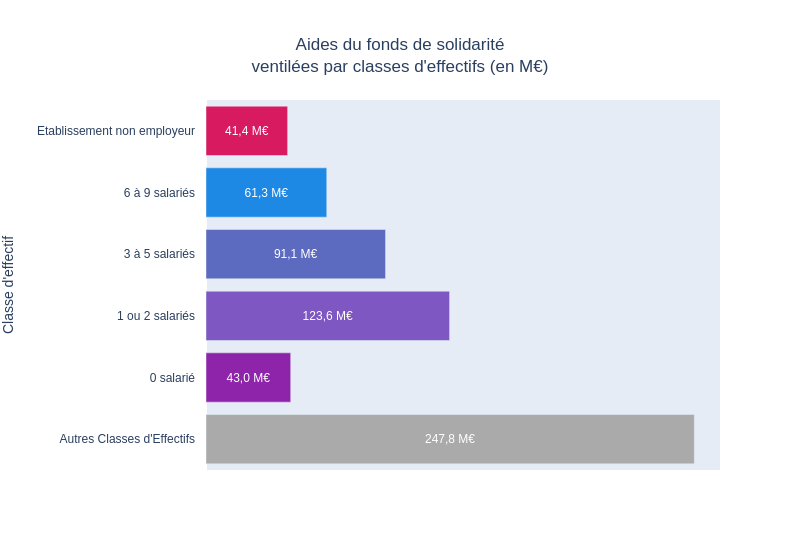 Aides du fonds de solidarité
ventilées par classes d'effectifs (en M€)
Classe d'effectif
Etablissement non employeur
41,4 M€
6 à 9 salariés
61,3 M€
3 à 5 salariés
91,1 M€
1 ou 2 salariés
123,6 M€
0 salarié
43,0 M€
Autres Classes d'Effectifs
247,8 M€